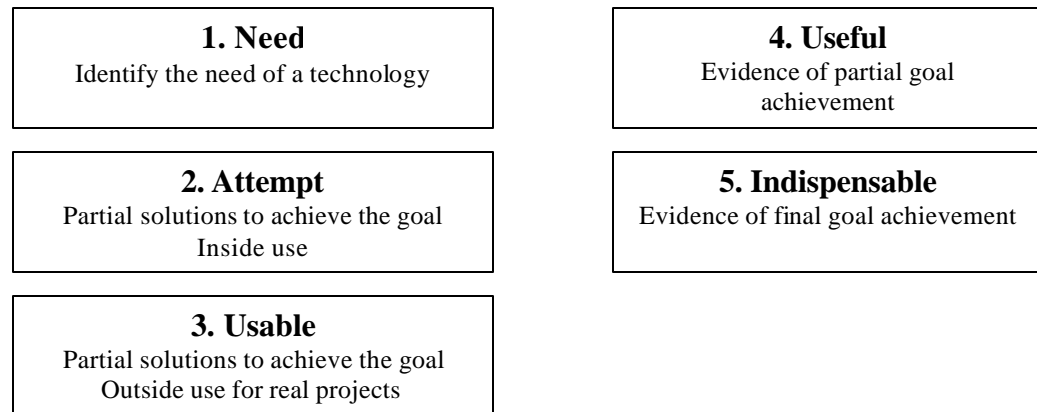 1. Need
Identify the need of a technology
2. Attempt
Partial solutions to achieve the goal
Inside use
3. Usable
Partial solutions to achieve the goal
Outside use for real projects
4. Useful
Evidence of partial goal
achievement
5. Indispensable
Evidence of final goal achievement